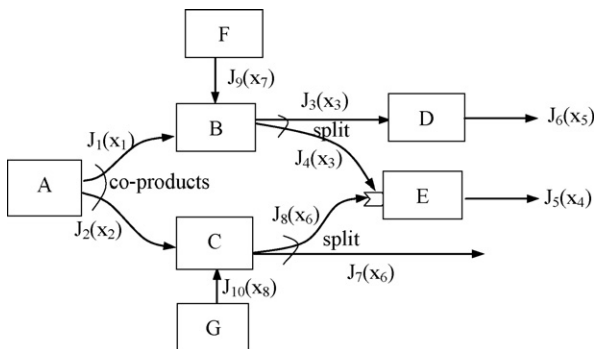 F
J₉(x₇)
J₃(x₃)
B
D
J₆(x₅)
split
J₁(x₁)
J₄(x₃)
A
co-products
E
J₅(x₄)
J₈(x₆)
J₂(x₂)
C
split
J₇(x₆)
J₁₀(x₈)
G